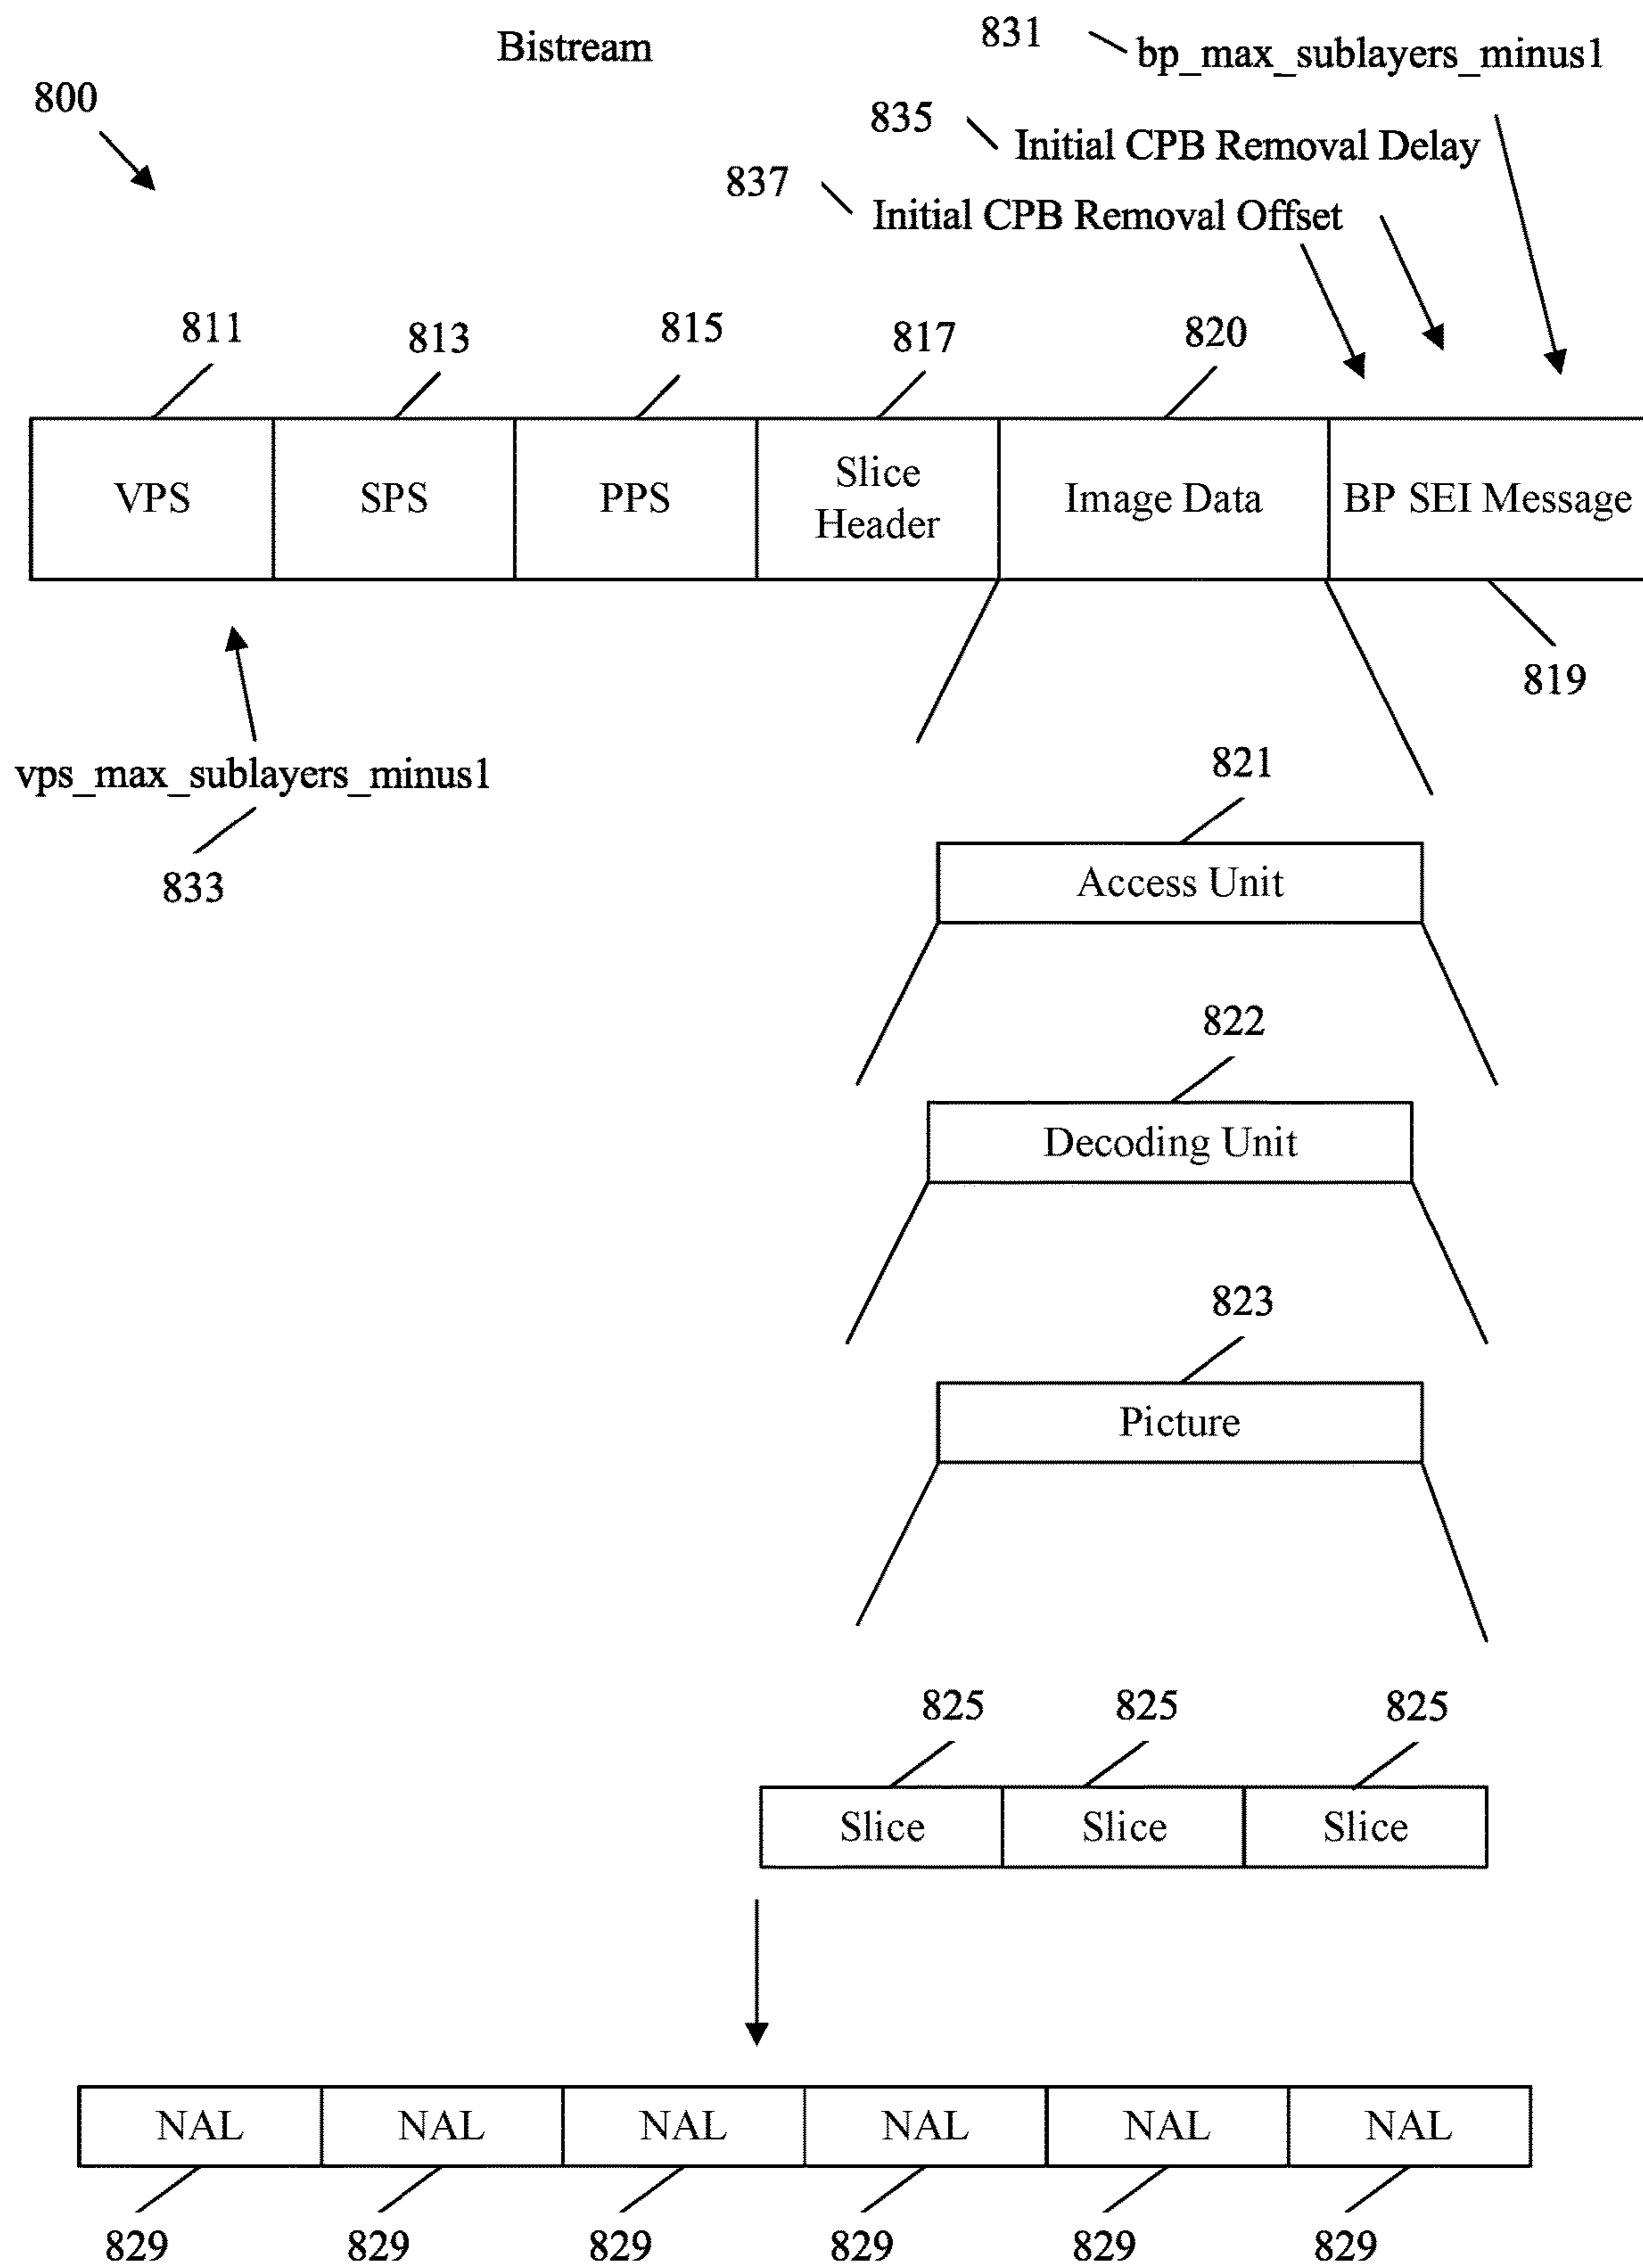 Bistream
831
bp_max_sublayers_minus1
800
835
Initial CPB Removal Delay
837
Initial CPB Removal Offset
811
813
815
817
820
VPS
SPS
PPS
Slice
Header
Image Data
BP SEI Message
819
vps_max_sublayers_minus1
833
821
Access Unit
822
Decoding Unit
823
Picture
825 825 825
Slice Slice Slice
NAL NAL NAL NAL NAL NAL
829 829 829 829 829 829